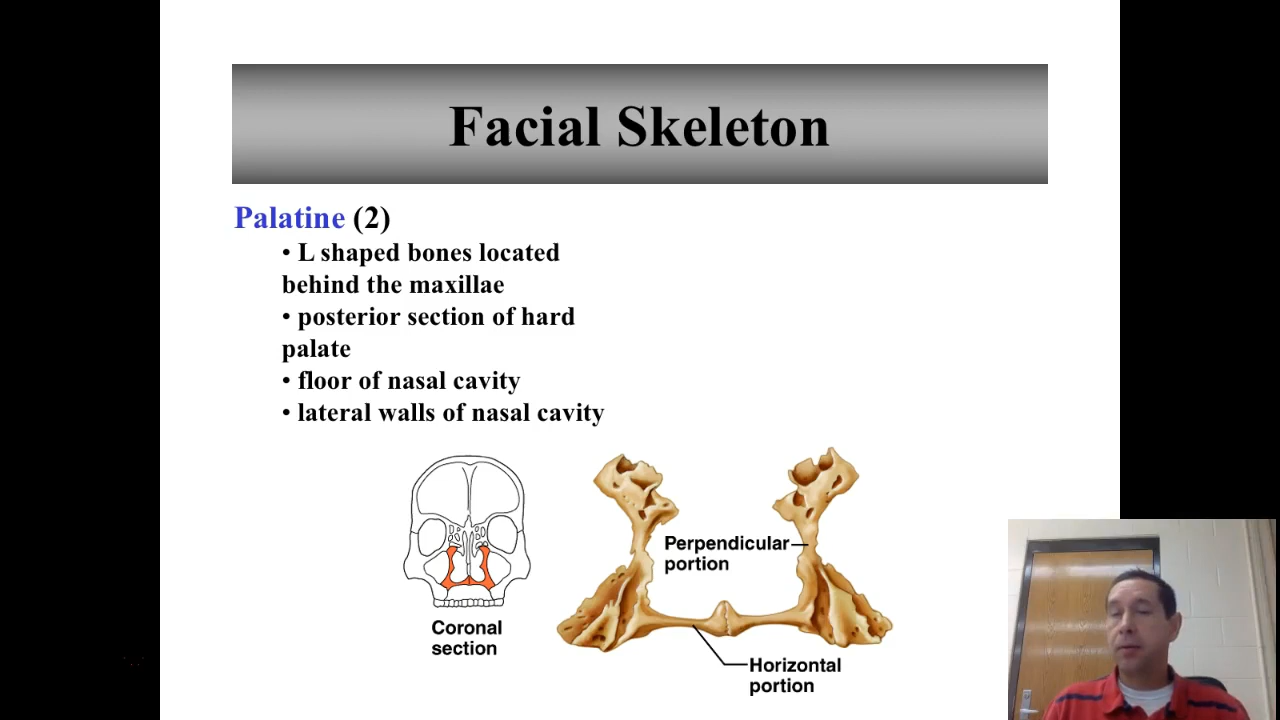 Facial Skeleton
Palatine (2)
• L shaped bones located
behind the maxillae
• posterior section of hard
palate
• floor of nasal cavity
• lateral walls of nasal cavity
Perpendicular
portion
Coronal
section
Horizontal
portion